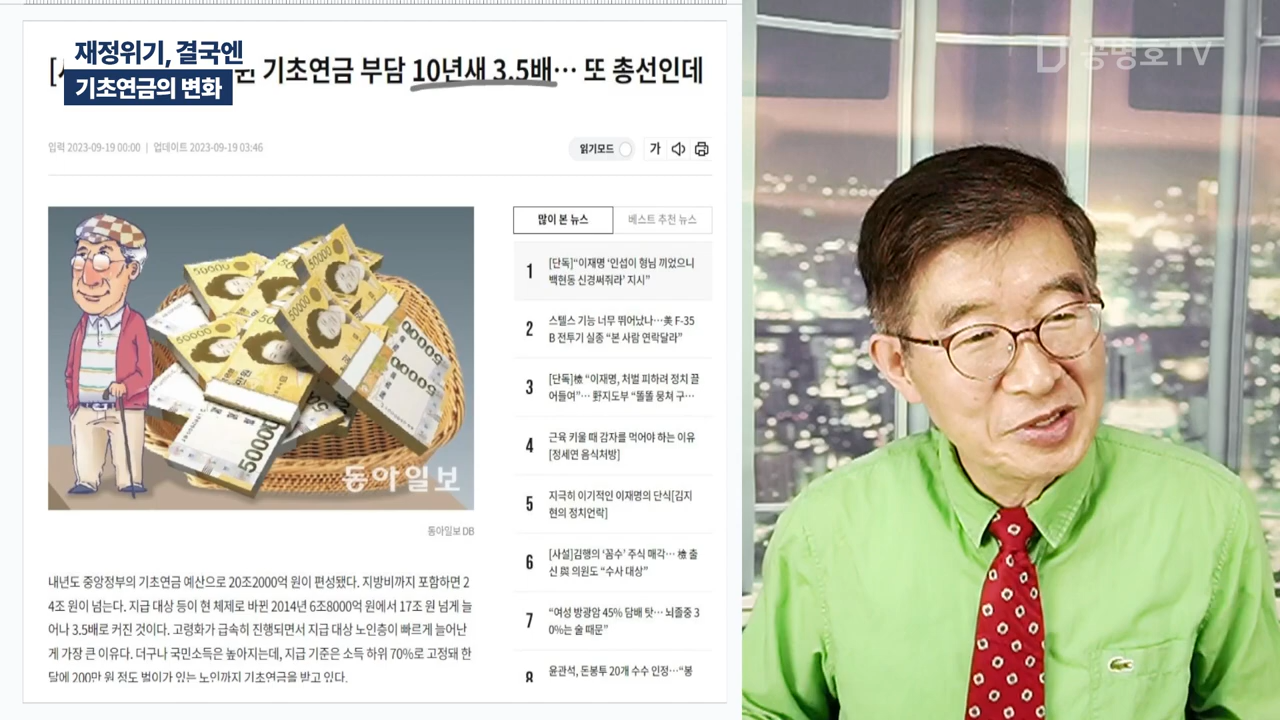 재정위기, 결국엔
기초연금의 변화
기초연금 부담 10년새 3.5배… 또 총선인데
입력 2023-09-19 00:00 | 업데이트 2023-09-19 03:46
읽기모드
가
많이 본 뉴스
베스트 추천 뉴스
1
[단독]“이재명 ‘인섭이 형님 끼었으니
백현동 신경써줘라’ 지시”
2
스텔스 기능 너무 뛰어났나…美 F-35
B 전투기 실종 “본 사람 연락달라”
3
[단독]檢 “이재명, 처벌 피하려 정치 끌
어들여”… 野지도부 “똘똘 뭉쳐 구…
4
근육 키울 때 감자를 먹어야 하는 이유
[정세연 음식처방]
5
지극히 이기적인 이재명의 단식[김지
현의 정치언락]
6
[사설]김행의 ‘꼼수’ 주식 매각… 檢 출
신 與 의원도 “수사 대상”
7
“여성 방광암 45% 담배 탓… 뇌졸중 3
0%는 술 때문”
8
윤관석, 돈봉투 20개 수수 인정…“봉
50000
50000
50000
50000
50000
50000
동아일보
동아일보 DB
내년도 중앙정부의 기초연금 예산으로 20조2000억 원이 편성됐다. 지방비까지 포함하면 2
4조 원이 넘는다. 지급 대상 등이 현 체제로 바뀐 2014년 6조8000억 원에서 17조 원 넘게 늘
어나 3.5배로 커진 것이다. 고령화가 급속히 진행되면서 지급 대상 노인층이 빠르게 늘어난
게 가장 큰 이유다. 더구나 국민소득은 높아지는데, 지급 기준은 소득 하위 70%로 고정돼 한
달에 200만 원 정도 벌이가 있는 노인까지 기초연금을 받고 있다.
공병호TV